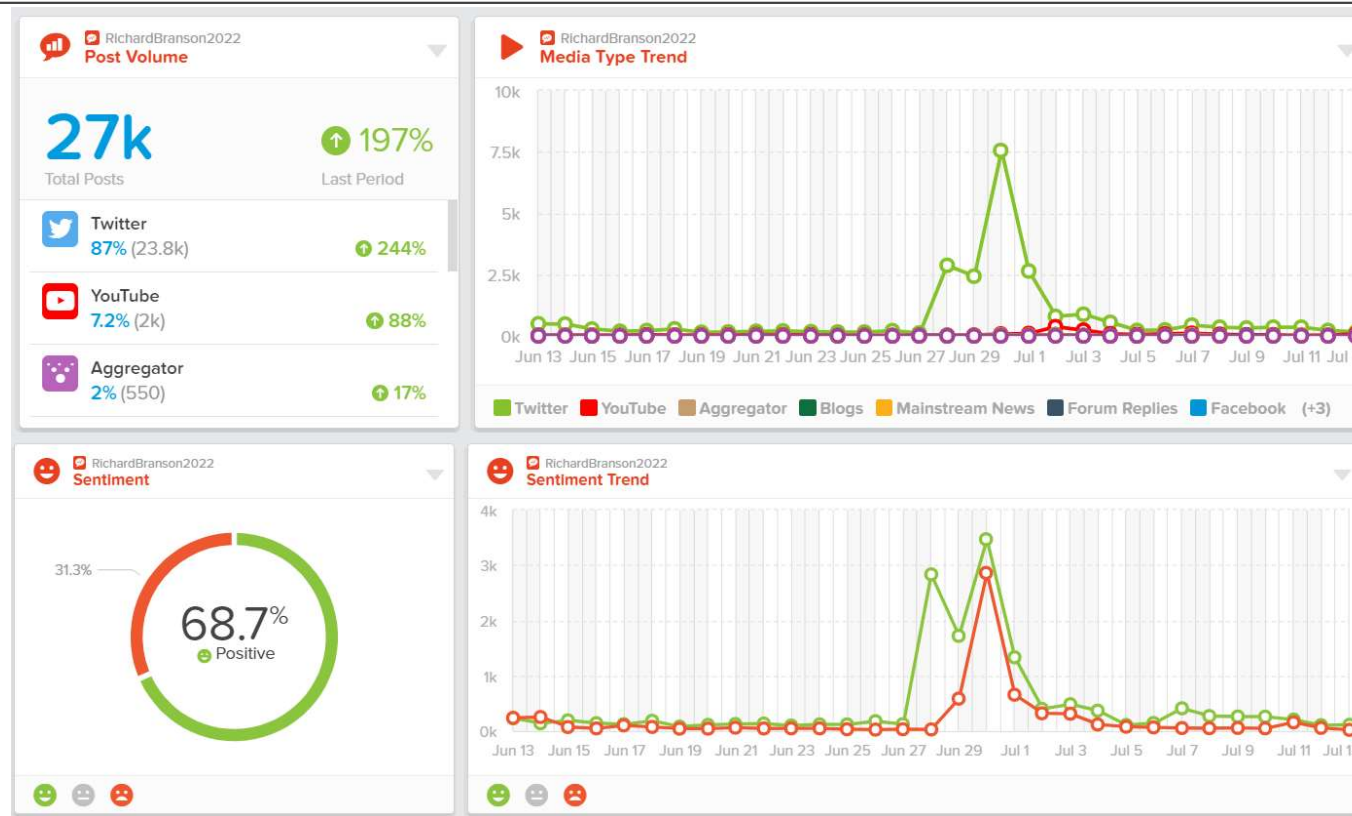 RichardBranson2022
Post Volume
27k
197%
Total Posts
Last Period
Twitter
87% (23.8k)
244%
YouTube
7.2% (2k)
88%
Aggregator
2% (550)
17%
RichardBranson2022
Media Type Trend
10k
7.5k
5k
2.5k
0k
Jun 13 Jun 15 Jun 17 Jun 19 Jun 21 Jun 23 Jun 25 Jun 27 Jun 29 Jul 1 Jul 3 Jul 5 Jul 7 Jul 9 Jul 11 Jul
Twitter YouTube Aggregator Blogs Mainstream News Forum Replies Facebook (+3)
RichardBranson2022
Sentiment
31.3%
68.7%
Positive
RichardBranson2022
Sentiment Trend
4k
3k
2k
1k
0k
Jun 13 Jun 15 Jun 17 Jun 19 Jun 21 Jun 23 Jun 25 Jun 27 Jun 29 Jul 1 Jul 3 Jul 5 Jul 7 Jul 9 Jul 11 Jul 1